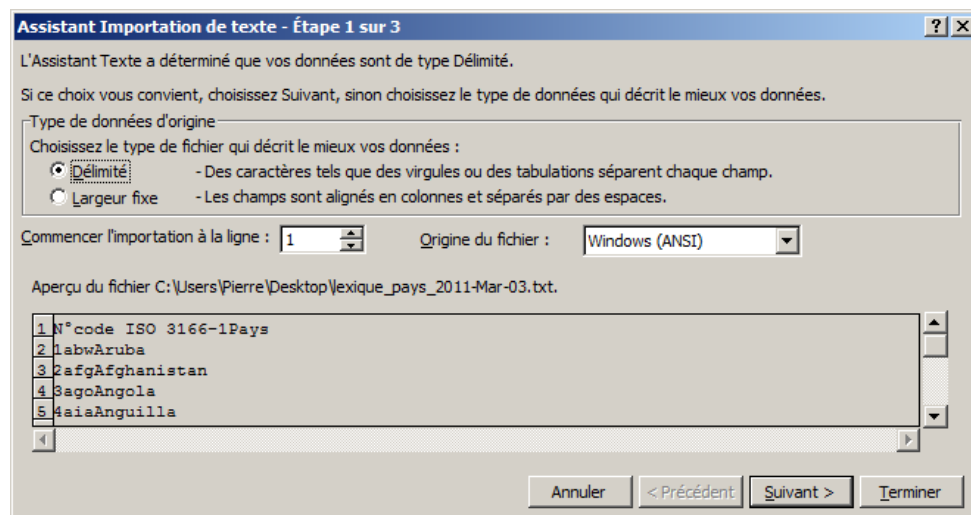 Assistant Importation de texte - Étape 1 sur 3
L'Assistant Texte a déterminé que vos données sont de type Délimité.
Si ce choix vous convient, choisissez Suivant, sinon choisissez le type de données qui décrit le mieux vos données.
Type de données d'origine
Choisissez le type de fichier qui décrit le mieux vos données :
Délimité - Des caractères tels que des virgules ou des tabulations séparent chaque champ.
Largeur fixe - Les champs sont alignés en colonnes et séparés par des espaces.
Commencer l'importation à la ligne : 1 Origine du fichier : Windows (ANSI)
Aperçu du fichier C:\Users\Pierre\Desktop\lexique_pays_2011-Mar-03.txt.
1 N°code ISO 3166-1Pays
2 1abwAruba
3 2afgAfghanistan
4 3agoAngola
5 4aiaAnguilla
Annuler < Précédent Suivant > Terminer